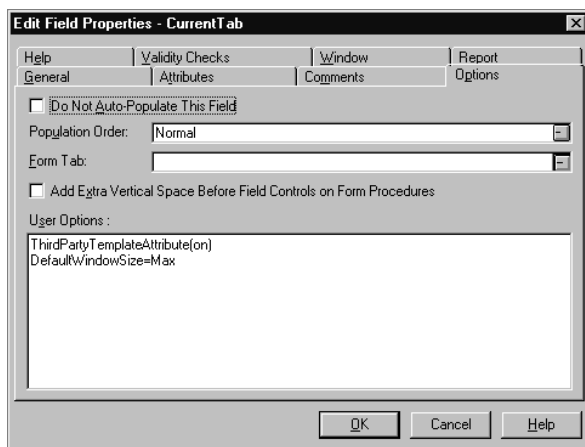 Edit Field Properties - CurrentTab
Help Validity Checks Window Report
General Attributes Comments Options
Do Not Auto-Populate This Field
Population Order: Normal
Form Tab:
Add Extra Vertical Space Before Field Controls on Form Procedures
User Options :
ThirdPartyTemplateAttribute(on)
DefaultWindowSize=Max
OK Cancel Help